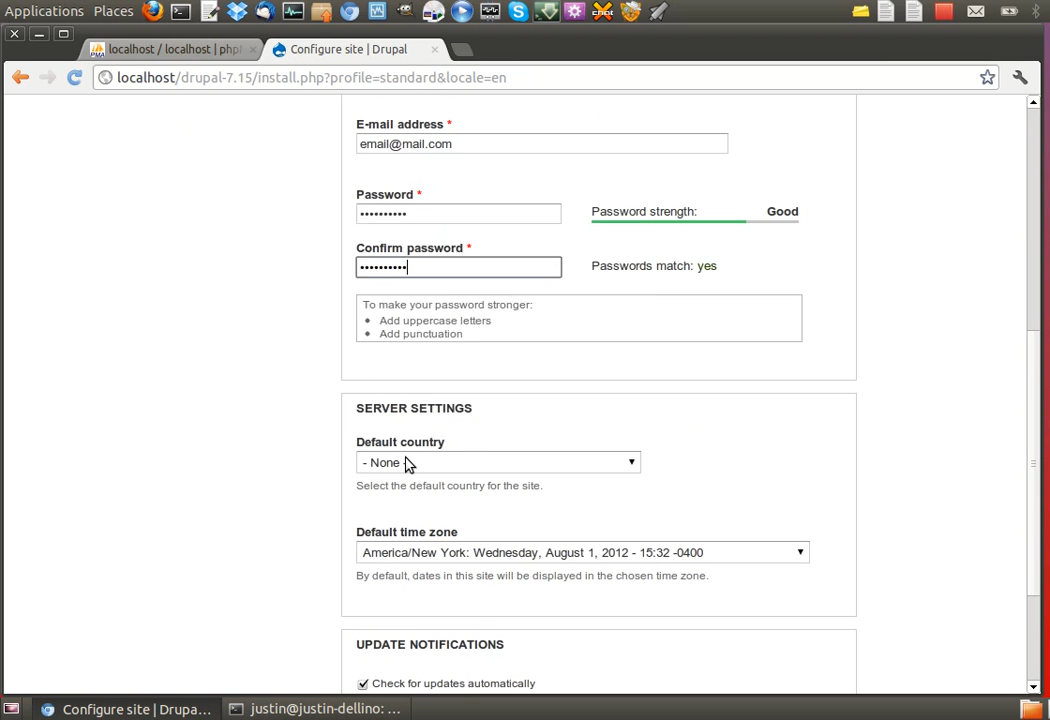 Applications Places
localhost / localhost | php
Configure site | Drupal
localhost/drupal-7.15/install.php?profile=standard&locale=en
E-mail address *
email@mail.com
Password *
••••••••••
Password strength: Good
Confirm password *
••••••••••
Passwords match: yes
To make your password stronger:
• Add uppercase letters
• Add punctuation
SERVER SETTINGS
Default country
- None -
Select the default country for the site.
Default time zone
America/New York: Wednesday, August 1, 2012 - 15:32 -0400
By default, dates in this site will be displayed in the chosen time zone.
UPDATE NOTIFICATIONS
Check for updates automatically
Configure site | Drupa...
justin@justin-dellino: ...